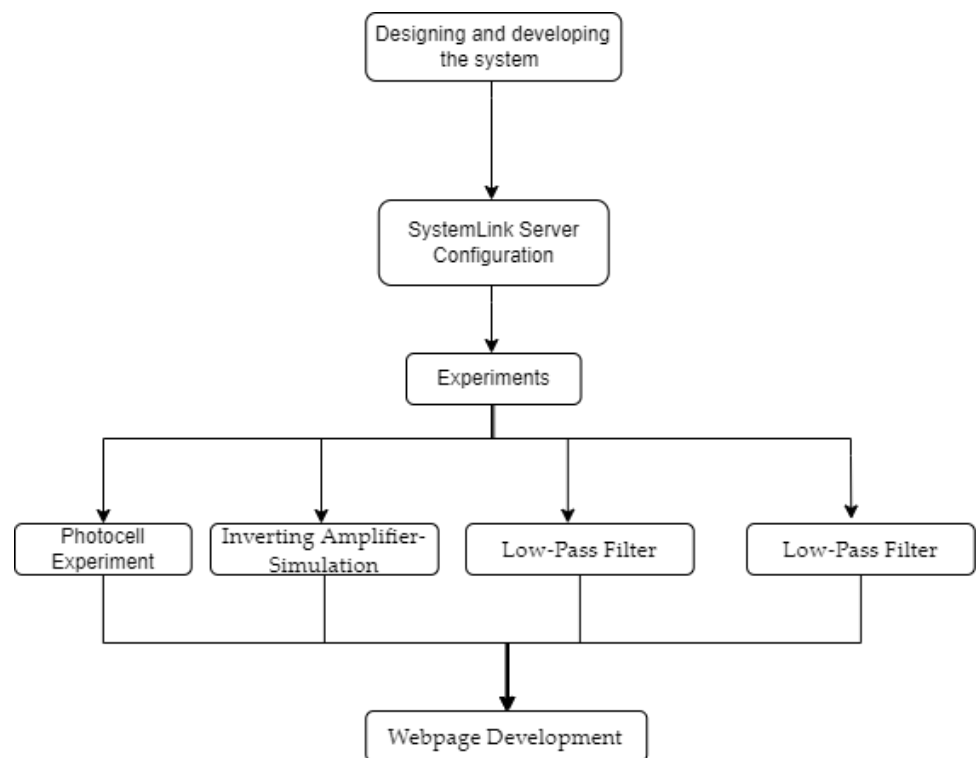 Designing and developing
the system
SystemLink Server
Configuration
Experiments
Photocell
Experiment
Inverting Amplifier-
Simulation
Low-Pass Filter
Low-Pass Filter
Webpage Development